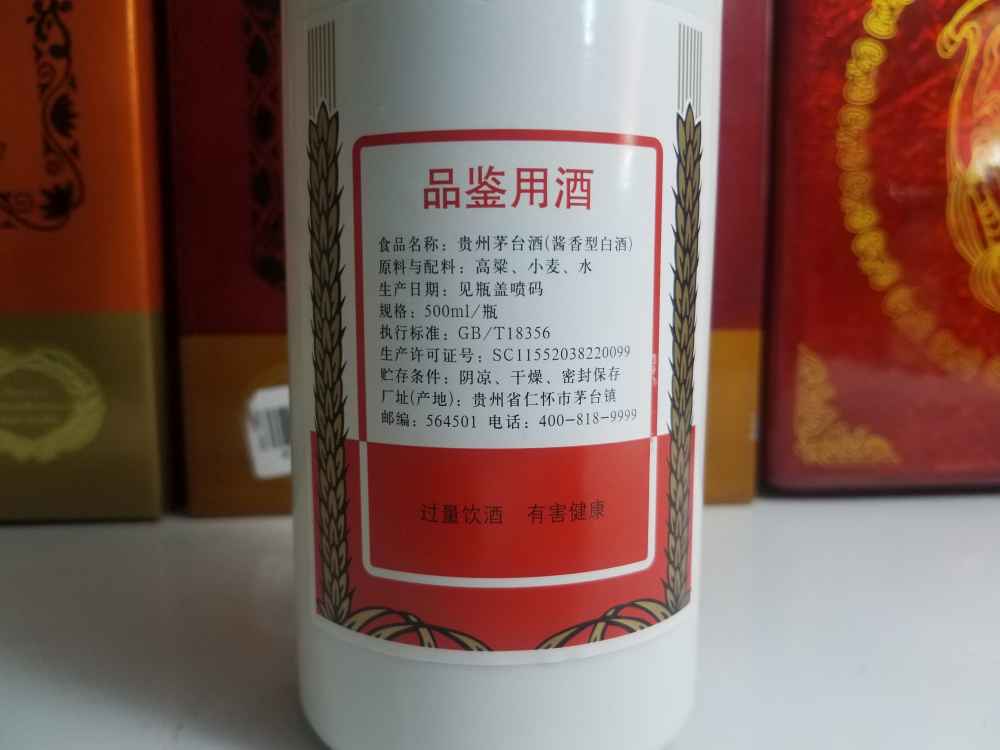 品鉴用酒
食品名称：贵州茅台酒(酱香型白酒)
原料与配料：高粱、小麦、水
生产日期：见瓶盖喷码
规格：500ml/瓶
执行标准：GB/T18356
生产许可证号：SC11552038220099
贮存条件：阴凉、干燥、密封保存
厂址(产地)：贵州省仁怀市茅台镇
邮编：564501 电话：400-818-9999
过量饮酒 有害健康